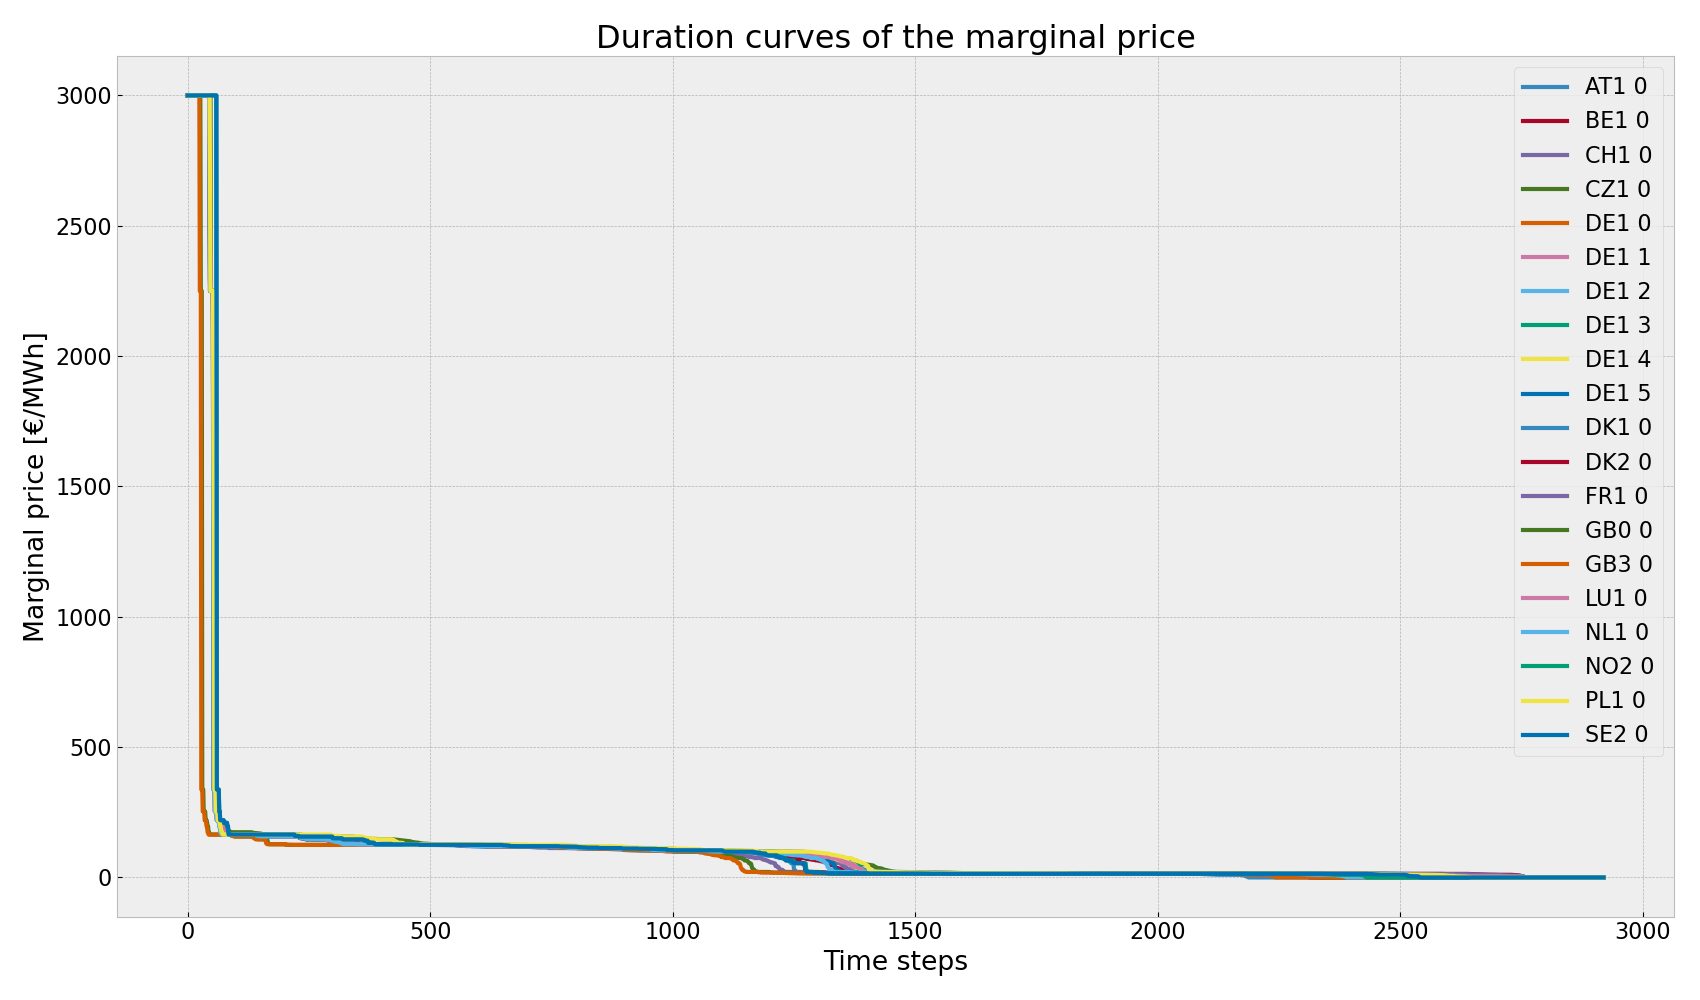 Duration curves of the marginal price
Marginal price [€/MWh]
3000
2500
2000
1500
1000
500
0
0
500
1000
1500
2000
2500
3000
Time steps
AT1 0
BE1 0
CH1 0
CZ1 0
DE1 0
DE1 1
DE1 2
DE1 3
DE1 4
DE1 5
DK1 0
DK2 0
FR1 0
GB0 0
GB3 0
LU1 0
NL1 0
NO2 0
PL1 0
SE2 0